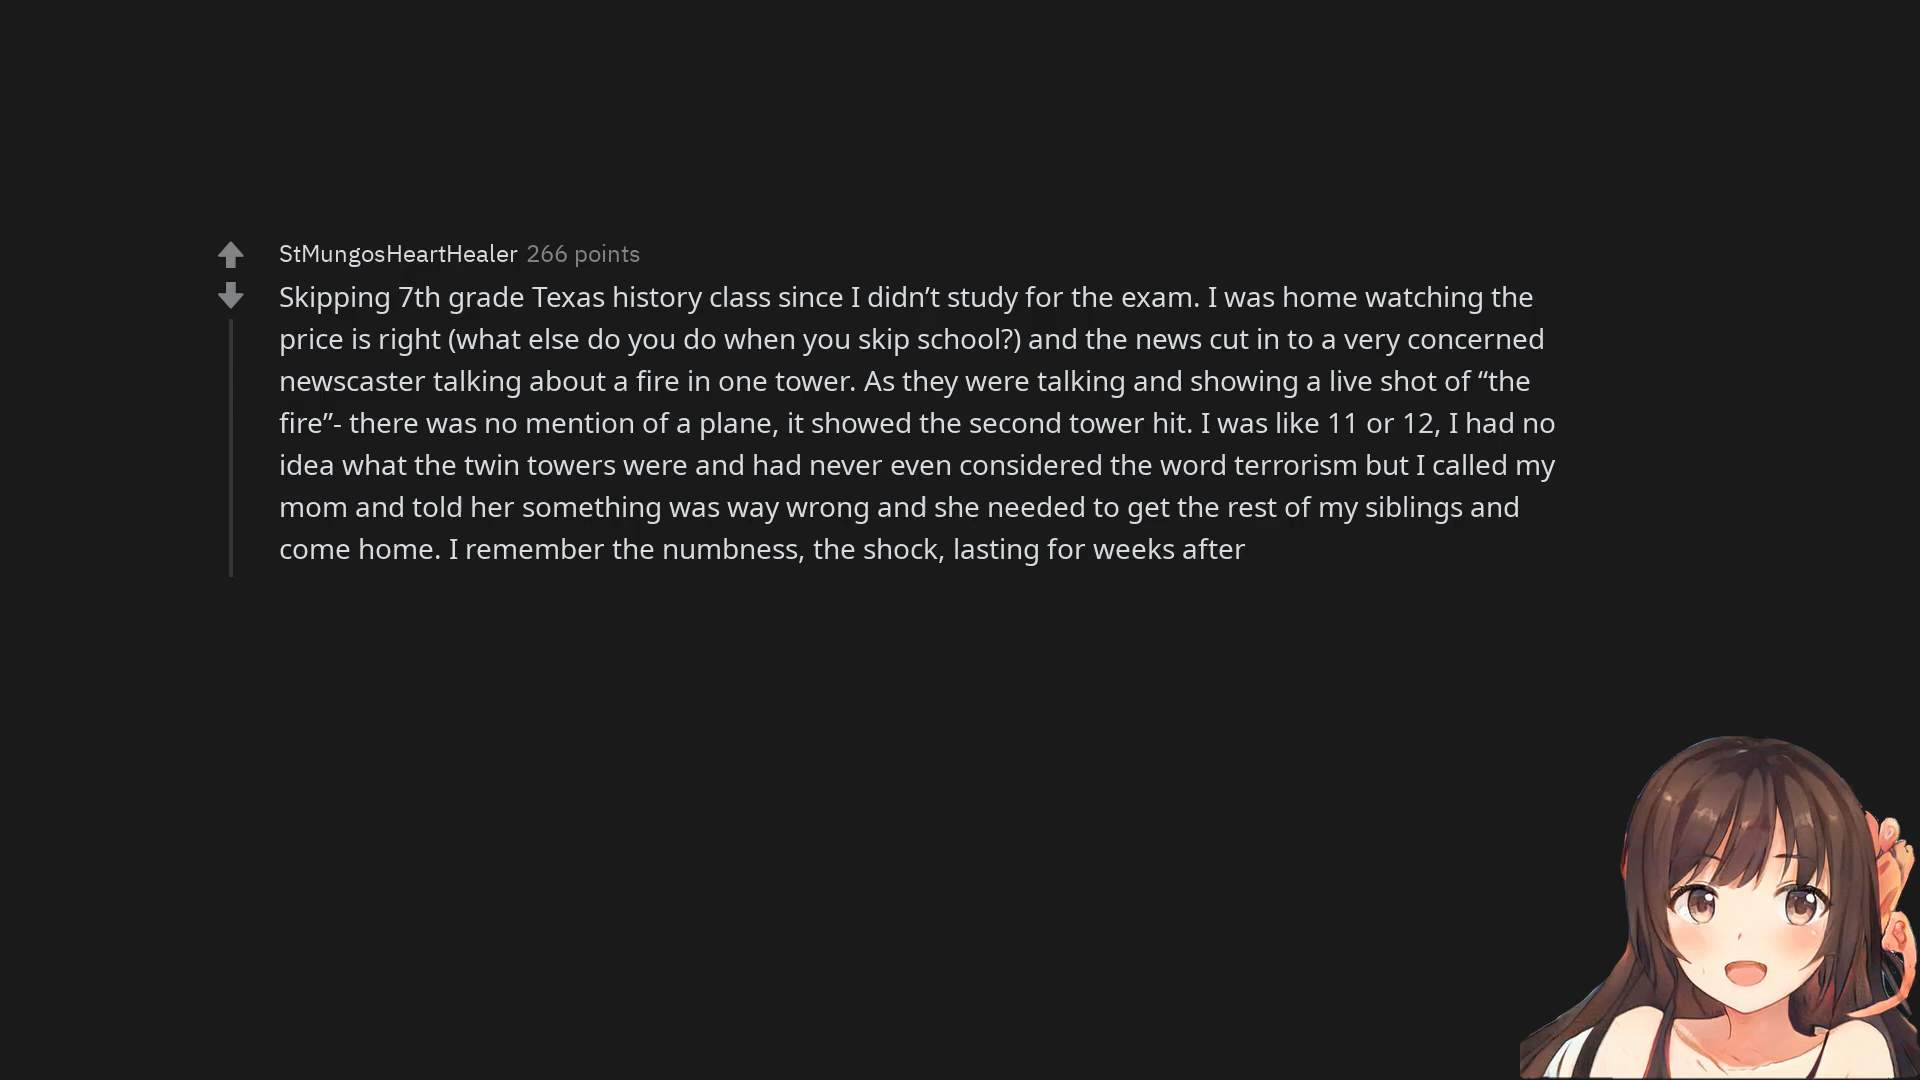 StMungosHeartHealer 266 points
Skipping 7th grade Texas history class since I didn’t study for the exam. I was home watching the
price is right (what else do you do when you skip school?) and the news cut in to a very concerned
newscaster talking about a fire in one tower. As they were talking and showing a live shot of “the
fire”- there was no mention of a plane, it showed the second tower hit. I was like 11 or 12, I had no
idea what the twin towers were and had never even considered the word terrorism but I called my
mom and told her something was way wrong and she needed to get the rest of my siblings and
come home. I remember the numbness, the shock, lasting for weeks after